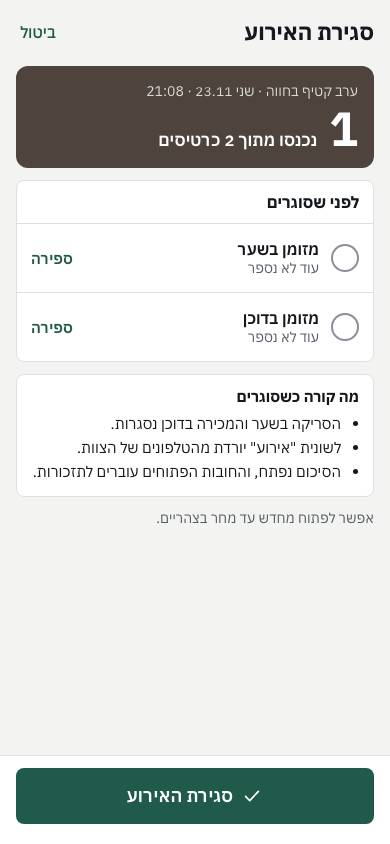 סגירת האירוע
ביטול
ערב קטיף בחווה · שני 23.11 · 21:08
1 נכנסו מתוך 2 כרטיסים
לפני שסוגרים
מזומן בשער
עוד לא נספר
ספירה
מזומן בדוכן
עוד לא נספר
ספירה
מה קורה כשסוגרים
• הסריקה בשער והמכירה בדוכן נסגרות.
• לשונית "אירוע" יורדת מהטלפונים של הצוות.
• הסיכום נפתח, והחובות הפתוחים עוברים לתזכורות.
אפשר לפתוח מחדש עד מחר בצהריים.
סגירת האירוע